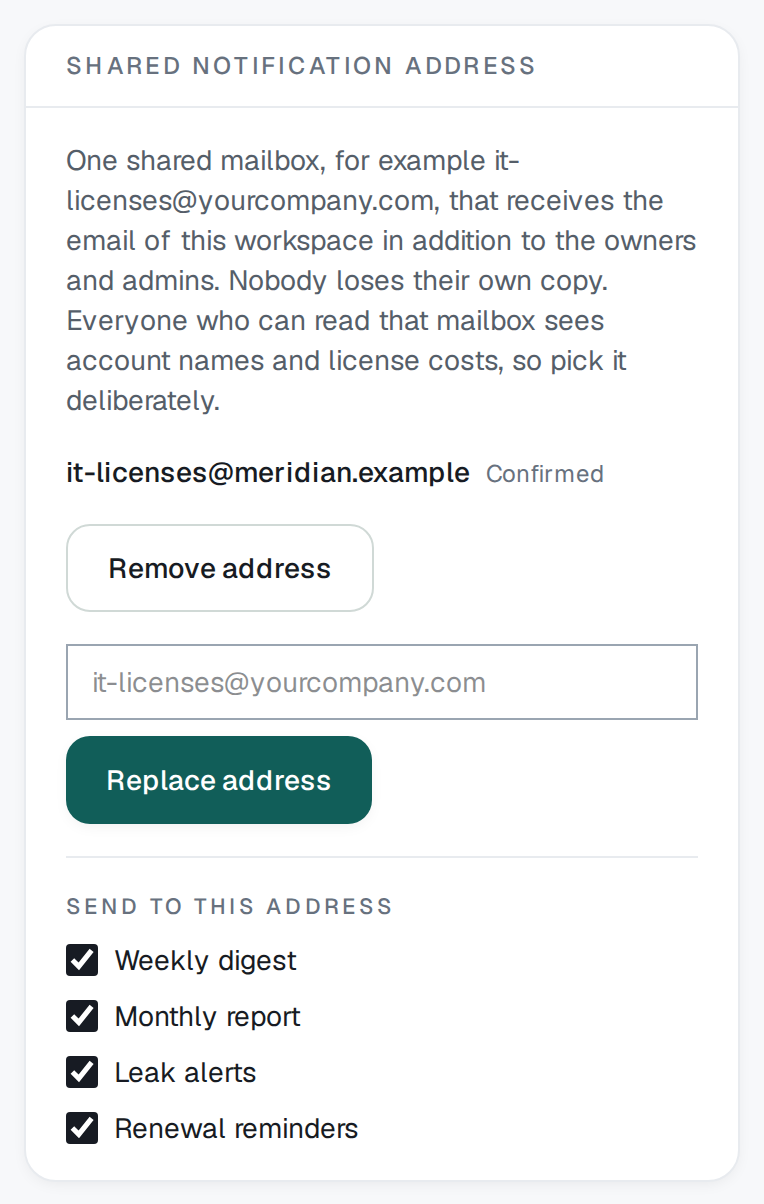 SHARED NOTIFICATION ADDRESS
One shared mailbox, for example it-
licenses@yourcompany.com, that receives the
email of this workspace in addition to the owners
and admins. Nobody loses their own copy.
Everyone who can read that mailbox sees
account names and license costs, so pick it
deliberately.
it-licenses@meridian.example Confirmed
Remove address
it-licenses@yourcompany.com
Replace address
SEND TO THIS ADDRESS
Weekly digest
Monthly report
Leak alerts
Renewal reminders